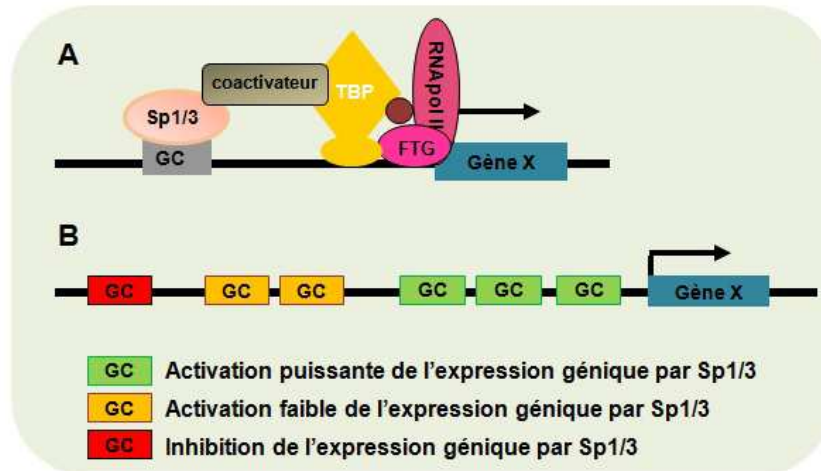 A
coactivateur
TBP
RNApol II
Sp1/3
GC
FTG
Gène X
B
GC GC GC GC GC GC Gène X
GC Activation puissante de l'expression génique par Sp1/3
GC Activation faible de l'expression génique par Sp1/3
GC Inhibition de l'expression génique par Sp1/3